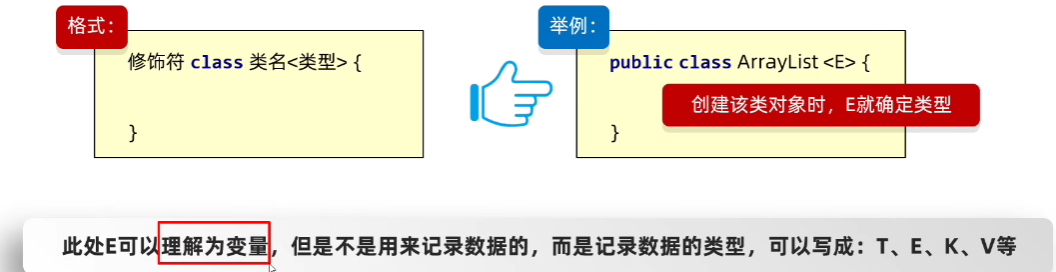 格式：
修饰符 class 类名<类型> {
}
举例：
public class ArrayList <E> {
创建该类对象时，E就确定类型
}
此处E可以理解为变量，但是不是用来记录数据的，而是记录数据的类型，可以写成：T、E、K、V等